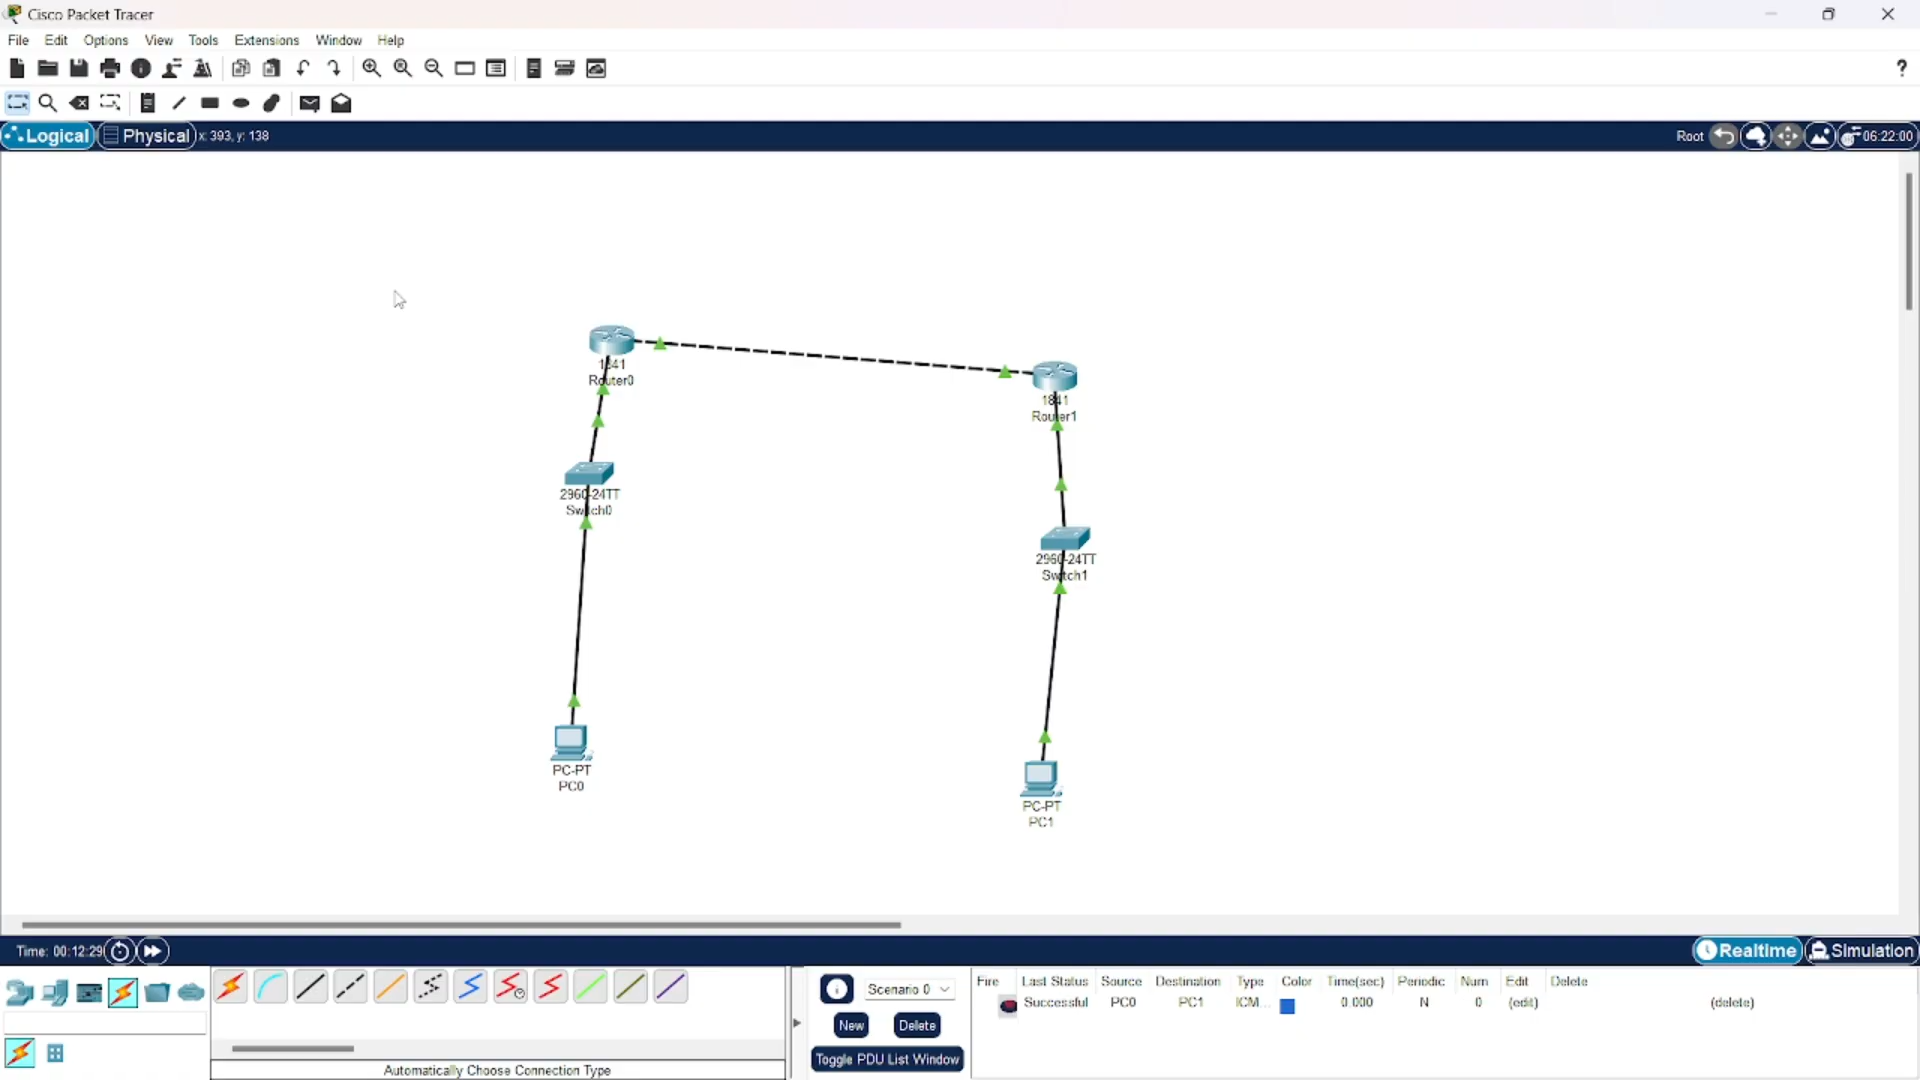 Cisco Packet Tracer
File Edit Options View Tools Extensions Window Help
?
Logical Physical x: 393, y: 138 Root 06:22:00
1841
Router0
1841
Router1
2960-24TT
Switch0
2960-24TT
Switch1
PC-PT
PC0
PC-PT
PC1
Time: 00:12:29 Realtime Simulation
Scenario 0
New Delete
Toggle PDU List Window
Fire Last Status Source Destination Type Color Time(sec) Periodic Num Edit Delete
Successful PC0 PC1 ICM... 0.000 N 0 (edit) (delete)
Automatically Choose Connection Type